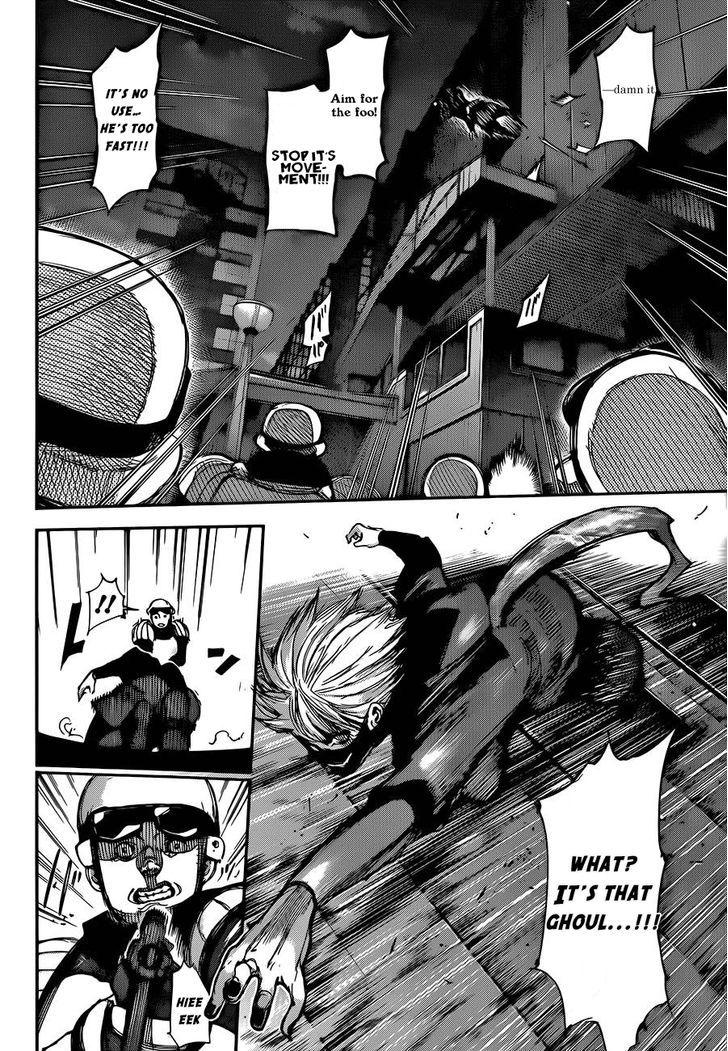 —damn it
Aim for
the foo!
STOP IT'S
MOVE-
MENT!!!
IT'S NO
USE...
HE'S TOO
FAST!!!
!!
WHAT?
IT'S THAT
GHOUL...!!!
HIEE
EEK